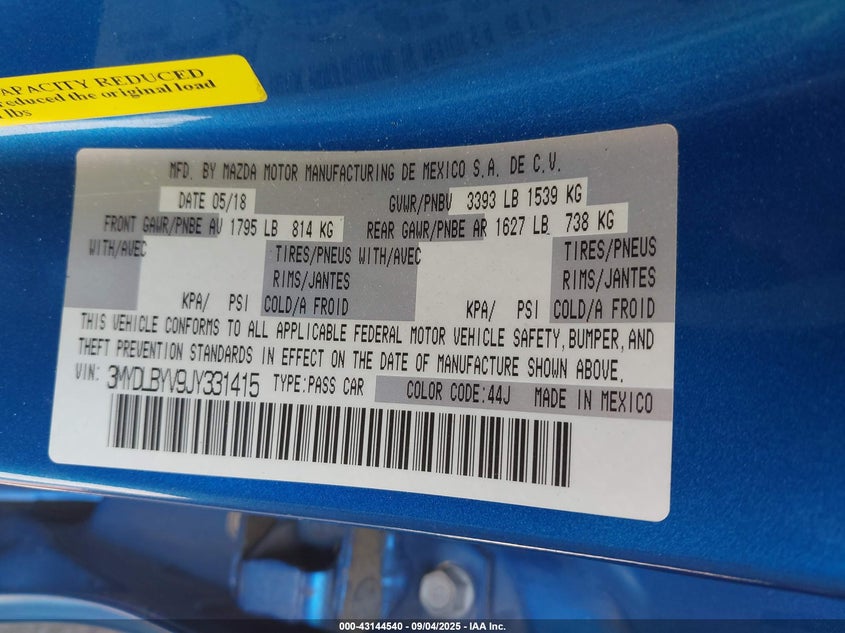 APACITY REDUCED
reduced the original load
lbs
MFD. BY MAZDA MOTOR MANUFACTURING DE MEXICO S.A. DE C.V.
DATE 05/18 GVWR/PNBV 3393 LB 1539 KG
FRONT GAWR/PNBE AV 1795 LB 814 KG REAR GAWR/PNBE AR 1627 LB 738 KG
WITH/AVEC TIRES/PNEUS WITH/AVEC TIRES/PNEUS
RIMS/JANTES RIMS/JANTES
KPA/ PSI COLD/A FROID KPA/ PSI COLD/A FROID
THIS VEHICLE CONFORMS TO ALL APPLICABLE FEDERAL MOTOR VEHICLE SAFETY, BUMPER, AND
THEFT PREVENTION STANDARDS IN EFFECT ON THE DATE OF MANUFACTURE SHOWN ABOVE.
VIN: 3MYDLBYV9JY331415 TYPE:PASS CAR COLOR CODE:44J MADE IN MEXICO
000-43144540 - 09/04/2025 - IAA Inc.